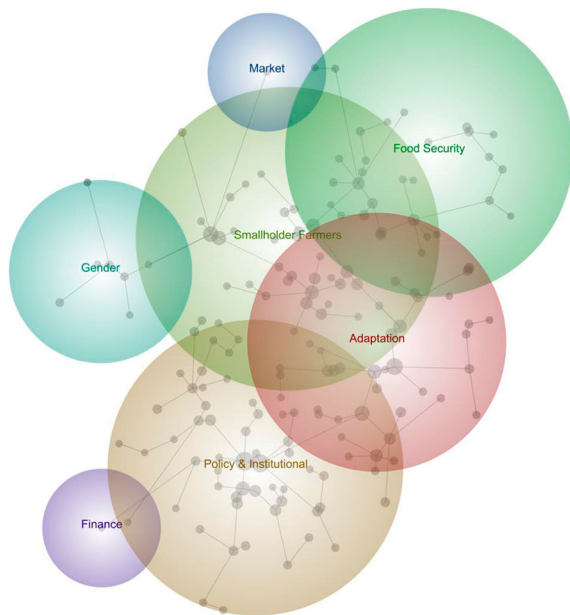 Market
Food Security
Smallholder Farmers
Gender
Adaptation
Policy & Institutional
Finance